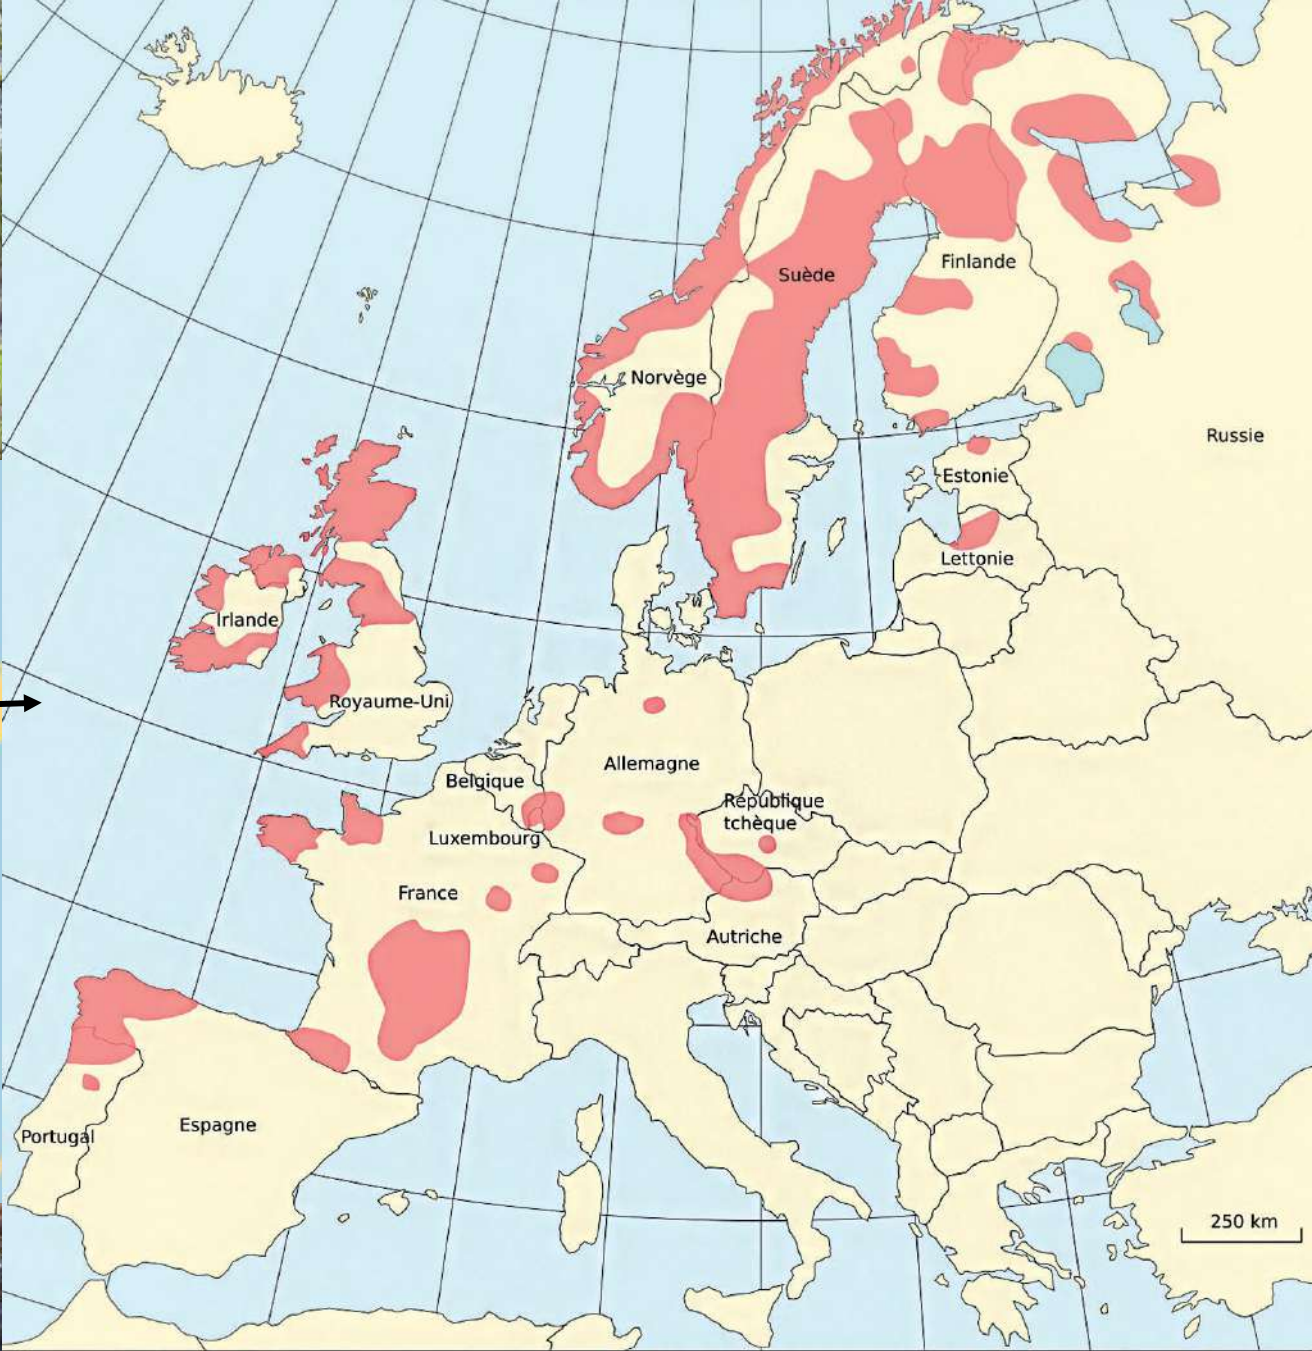 Suède
Finlande
Norvège
Russie
Estonie
Lettonie
Irlande
Royaume-Uni
Allemagne
Belgique
République
tchèque
Luxembourg
France
Autriche
Espagne
Portugal
250 km